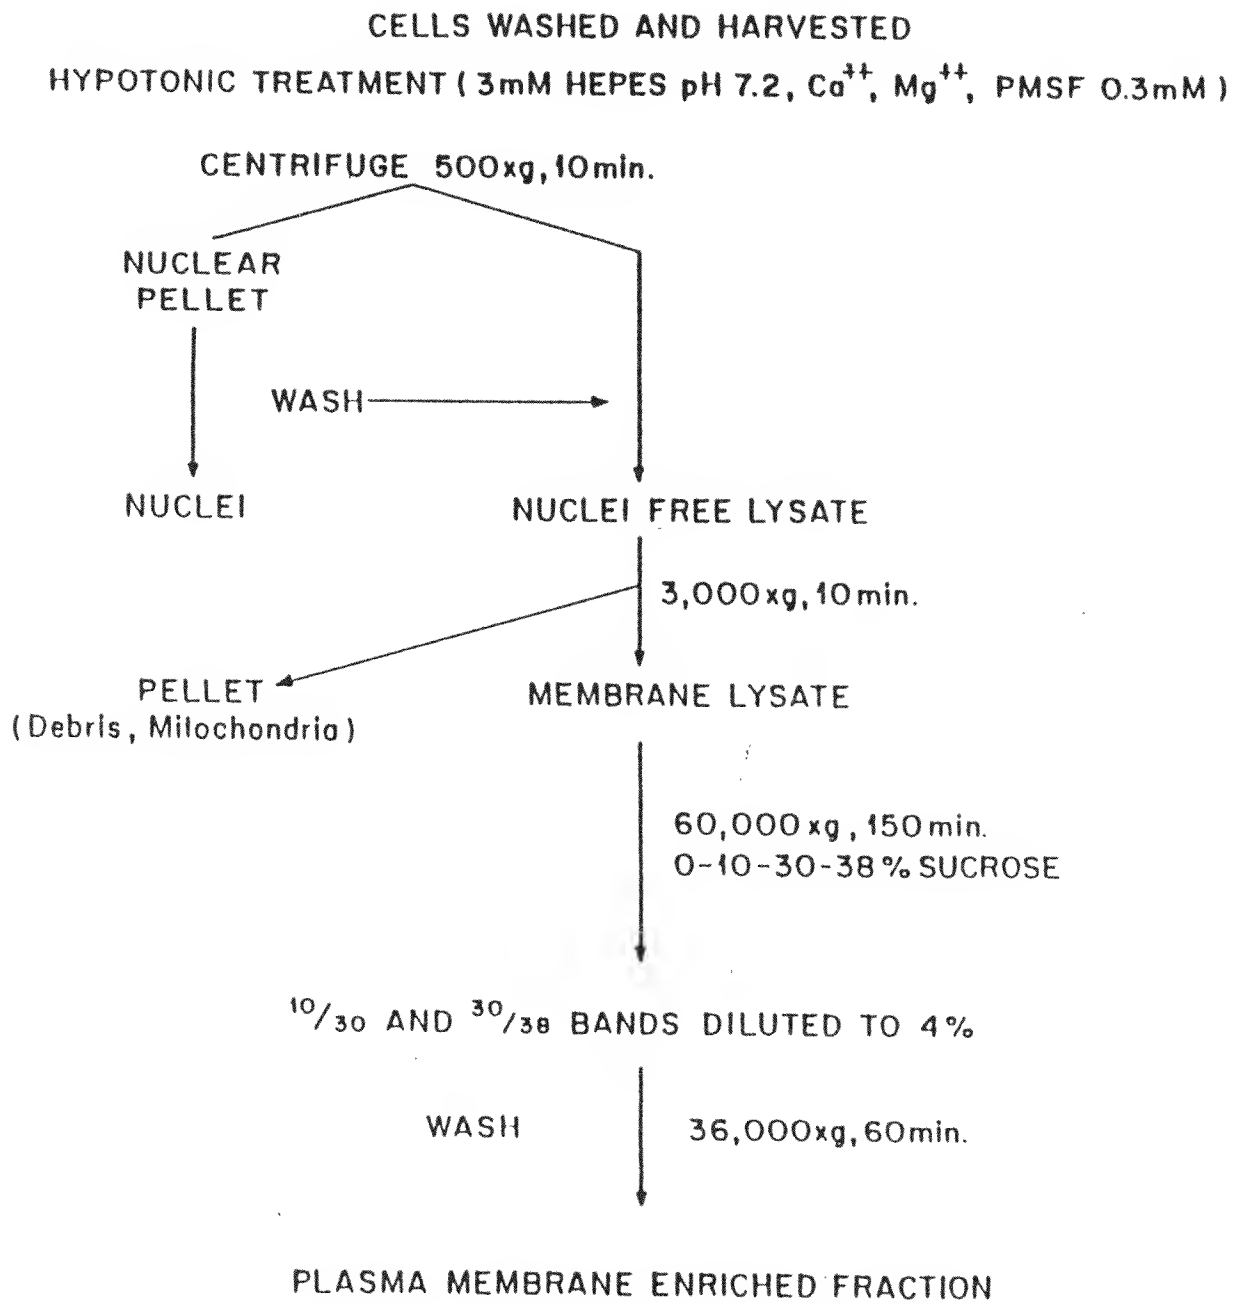 CELLS WASHED AND HARVESTED
HYPOTONIC TREATMENT ( 3mM HEPES pH 7.2, Ca⁺⁺, Mg⁺⁺, PMSF 0.3mM )
CENTRIFUGE 500xg, 10min.
NUCLEAR
PELLET
WASH
NUCLEI
NUCLEI FREE LYSATE
3,000xg, 10min.
PELLET
(Debris, Mitochondria)
MEMBRANE LYSATE
60,000xg, 150min.
0-10-30-38% SUCROSE
10/30 AND 30/38 BANDS DILUTED TO 4%
WASH
36,000xg, 60min.
PLASMA MEMBRANE ENRICHED FRACTION